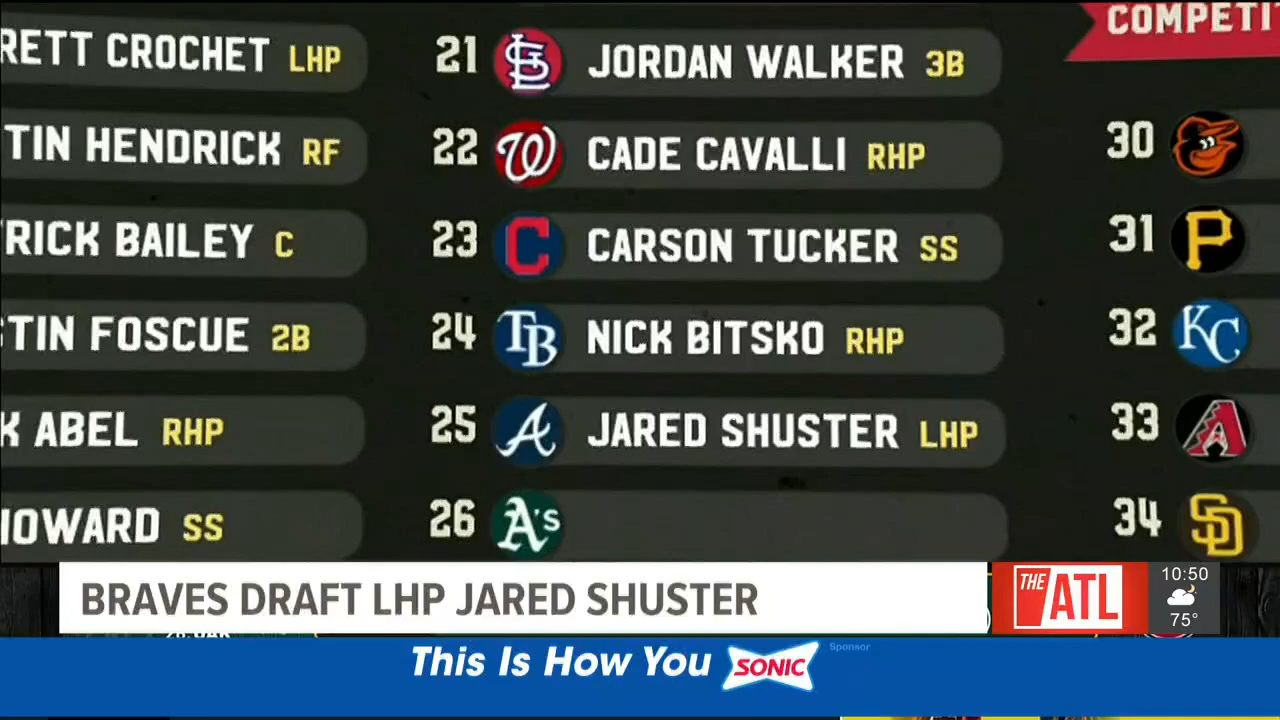 COMPETI
RETT CROCHET LHP
21 JORDAN WALKER 3B
TIN HENDRICK RF
22 W CADE CAVALLI RHP
30
RICK BAILEY C
23 C CARSON TUCKER SS
31 P
TIN FOSCUE 2B
24 TB NICK BITSKO RHP
32 KC
K ABEL RHP
25 A JARED SHUSTER LHP
33 A
HOWARD SS
26 A's
34 SD
BRAVES DRAFT LHP JARED SHUSTER
THE ATL
10:50
75°
This Is How You SONIC
Sponsor